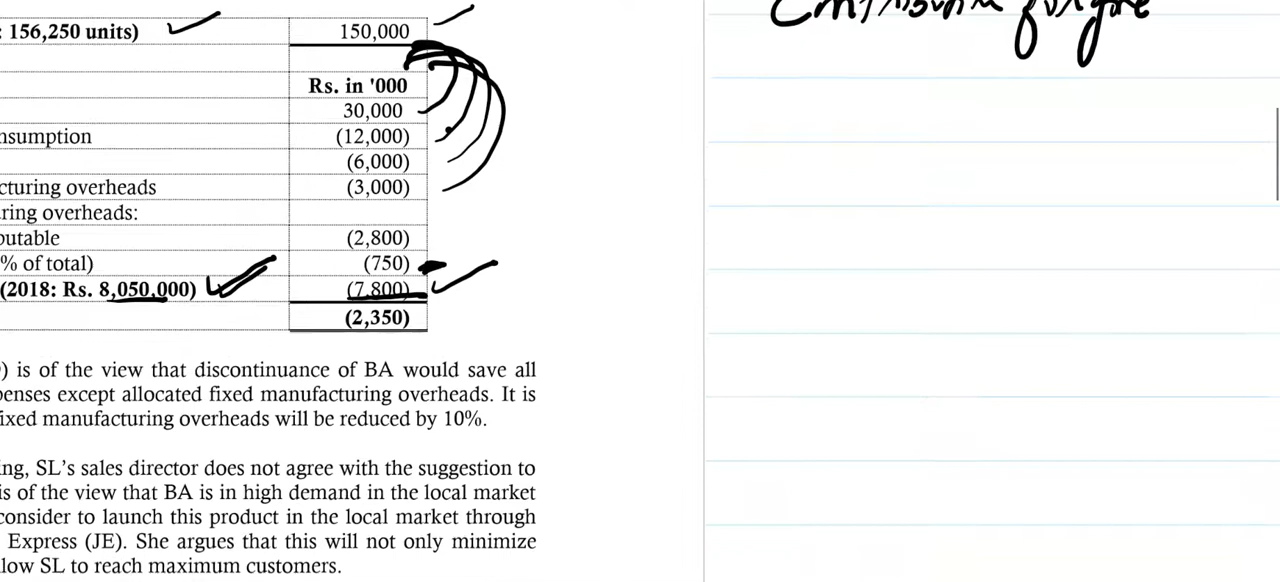 : 156,250 units) 150,000
Rs. in '000
30,000
nsumption (12,000)
(6,000)
cturing overheads (3,000)
ring overheads:
butable (2,800)
% of total) (750)
(2018: Rs. 8,050,000) (7,800)
(2,350)
) is of the view that discontinuance of BA would save all
penses except allocated fixed manufacturing overheads. It is
ixed manufacturing overheads will be reduced by 10%.
ing, SL's sales director does not agree with the suggestion to
is of the view that BA is in high demand in the local market
consider to launch this product in the local market through
Express (JE). She argues that this will not only minimize
low SL to reach maximum customers.